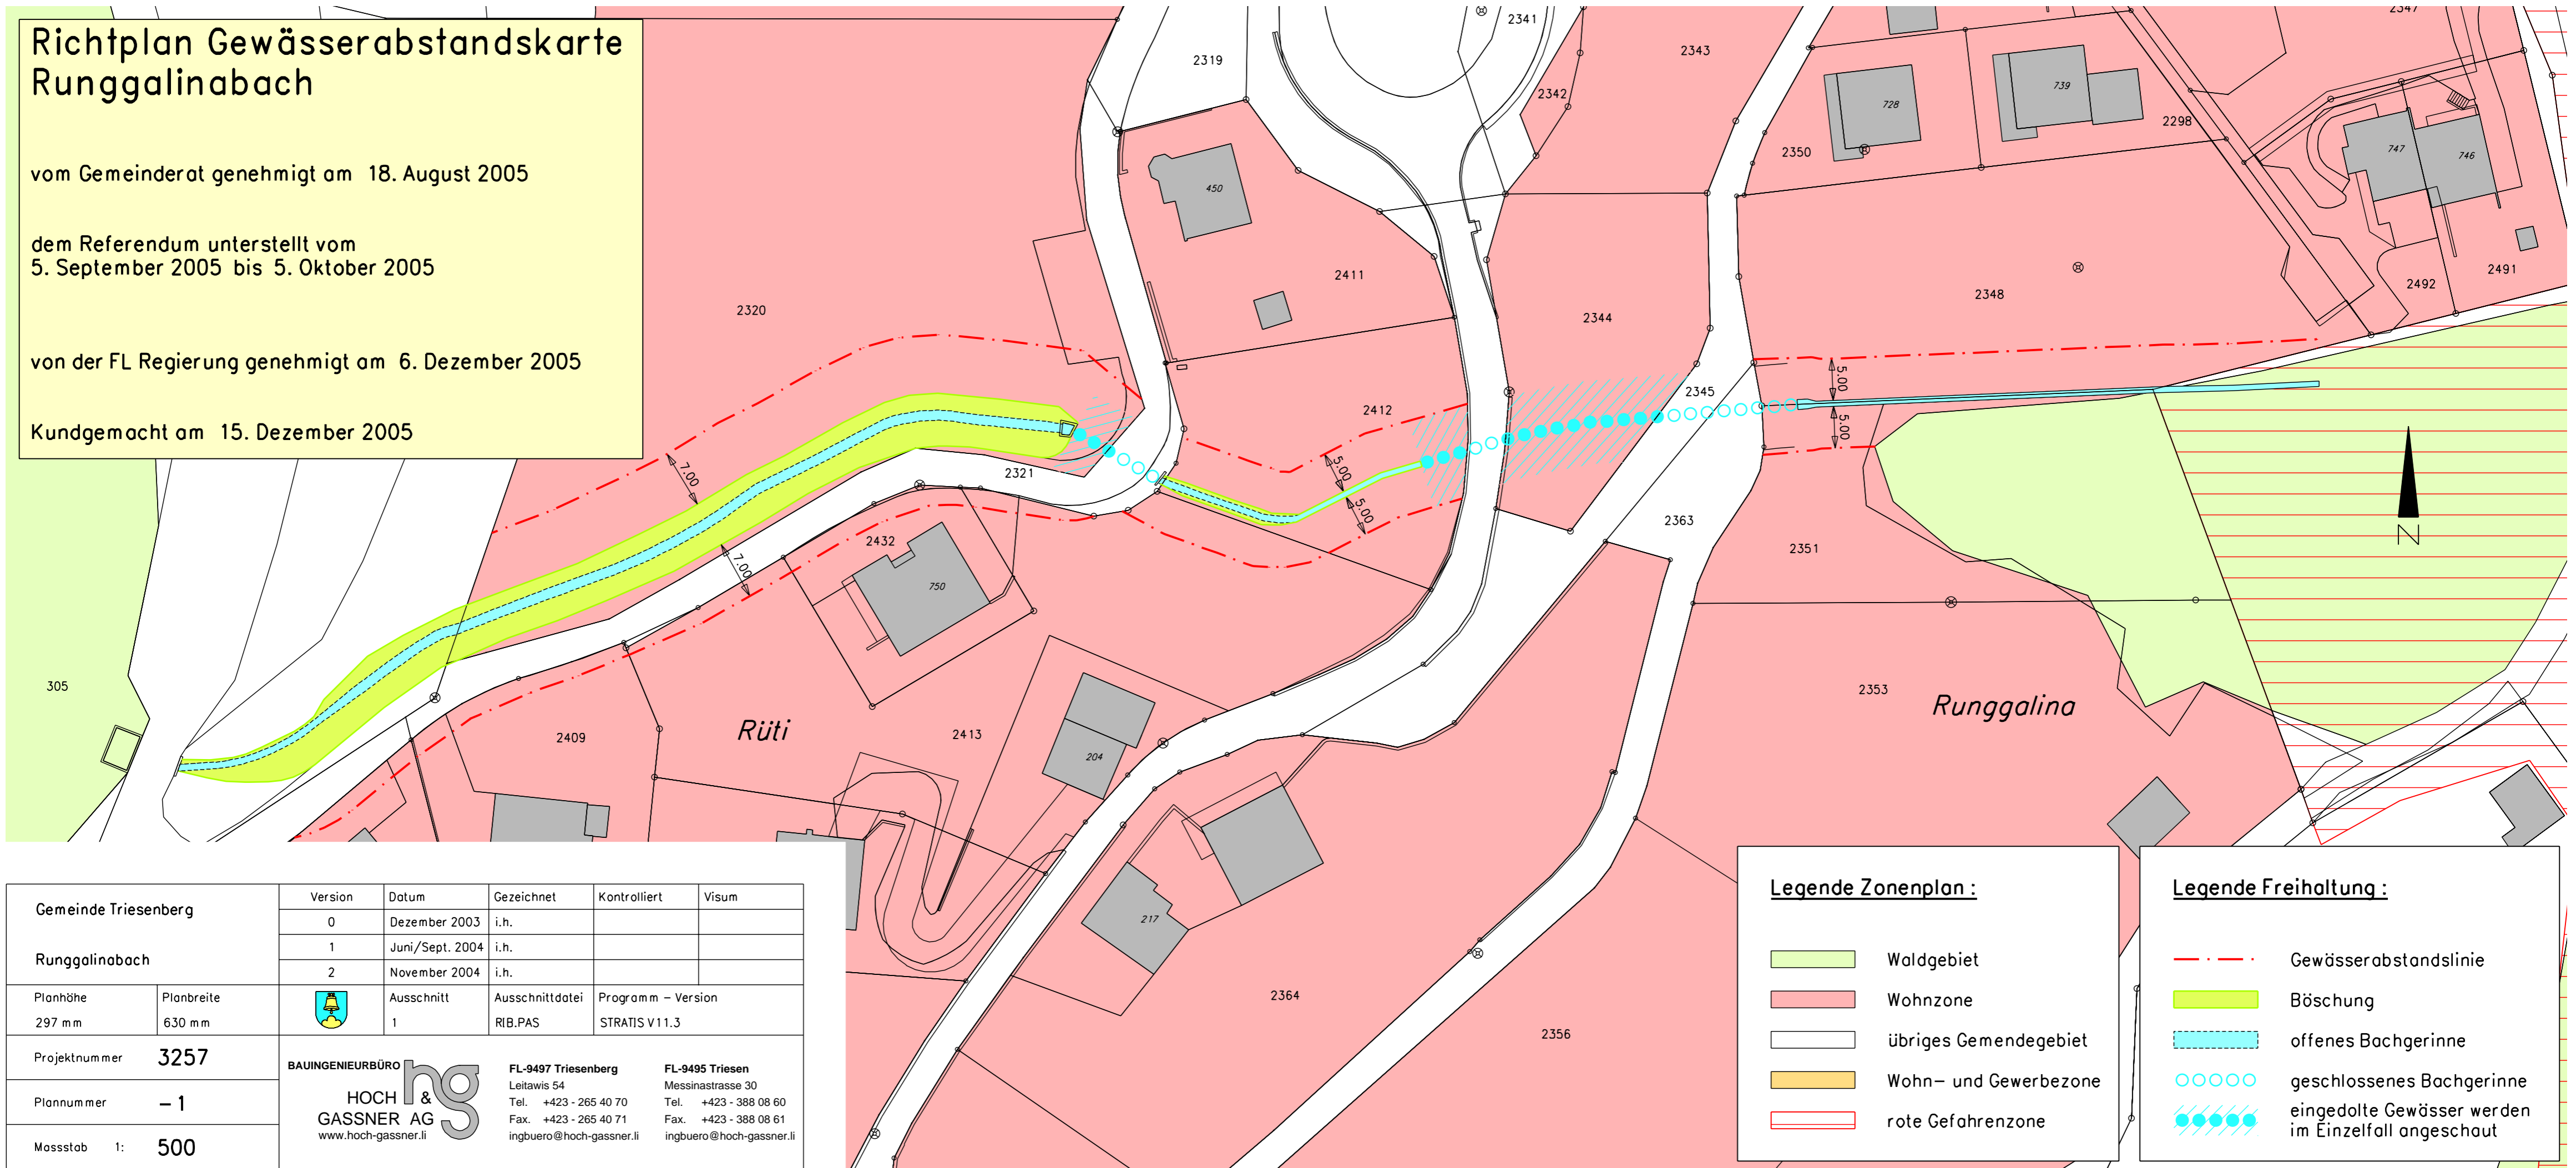 Richtplan Gewässerabstandskarte
Runggalinabach
vom Gemeinderat genehmigt am 18. August 2005
dem Referendum unterstellt vom
5. September 2005 bis 5. Oktober 2005
von der FL Regierung genehmigt am 6. Dezember 2005
Kundgemacht am 15. Dezember 2005
2341
2347
2319
2343
2342
728
739
2298
2350
747
746
450
2411
2491
2492
2348
2344
2320
5.00
2345
2412
5.00
7.00
2321
5.00
5.00
2363
2432
2351
7.00
750
N
305
2353
Runggalina
Rüti
2409
2413
204
217
2364
2356
Gemeinde Triesenberg
Runggalinabach
Version Datum Gezeichnet Kontrolliert Visum
0 Dezember 2003 i.h.
1 Juni/Sept. 2004 i.h.
2 November 2004 i.h.
Planhöhe Planbreite Ausschnitt Ausschnittdatei Programm - Version
297 mm 630 mm 1 RIB.PAS STRATIS V11.3
Projektnummer 3257
Plannummer - 1
Massstab 1: 500
BAUINGENIEURBÜRO
HOCH &
GASSNER AG
hg
www.hoch-gassner.li
FL-9497 Triesenberg
Leitawis 54
Tel. +423 - 265 40 70
Fax. +423 - 265 40 71
ingbuero@hoch-gassner.li
FL-9495 Triesen
Messinastrasse 30
Tel. +423 - 388 08 60
Fax. +423 - 388 08 61
ingbuero@hoch-gassner.li
Legende Zonenplan :
Waldgebiet
Wohnzone
übriges Gemendegebiet
Wohn- und Gewerbezone
rote Gefahrenzone
Legende Freihaltung :
Gewässerabstandslinie
Böschung
offenes Bachgerinne
geschlossenes Bachgerinne
eingedolte Gewässer werden
im Einzelfall angeschaut